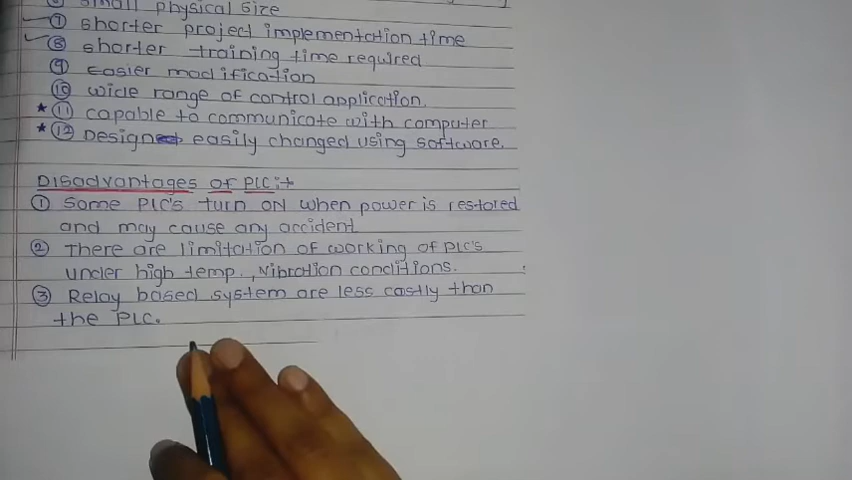 ⑥ small physical size
⑦ shorter project implementation time
⑧ shorter training time required
⑨ Easier modification
⑩ wide range of control application
* ⑪ capable to communicate with computer
* ⑫ Design easily changed using software.
Disadvantages of PLC:+
① Some PLC's turn ON when power is restored
and may cause any accident
② There are limitation of working of PLC's
under high temp., Vibration conditions.
③ Relay based system are less costly than
the PLC.